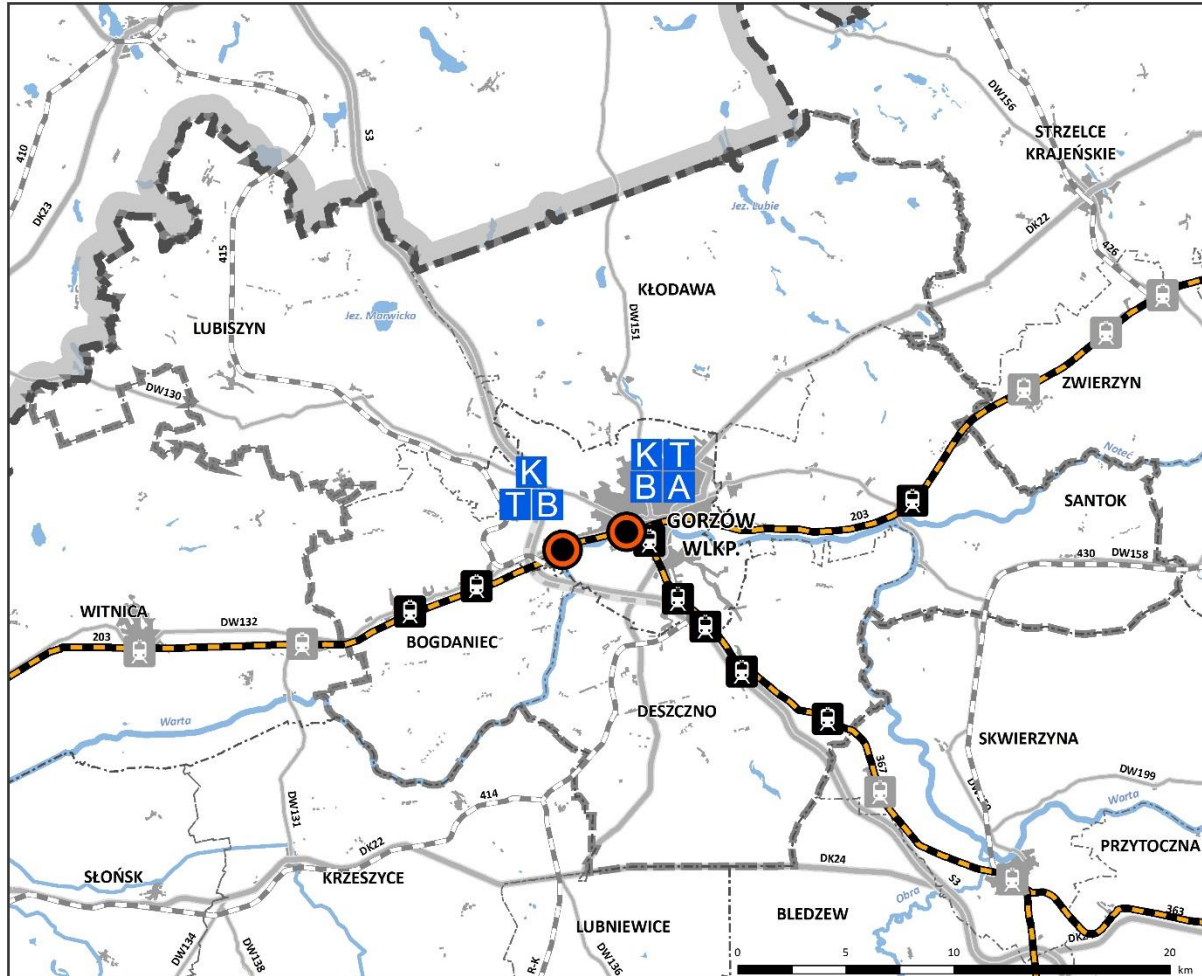 DW156
STRZELCE
KRAJEŃSKIE
S3
410
DK23
415
Jez. Lubie
DK22
426
KŁODAWA
Jez. Marwicko
LUBISZYN
DW151
DW130
ZWIERZYN
Noteć
K
T B
K T
B A
SANTOK
GORZÓW
WLKP.
203
430
DW158
WITNICA
203
DW132
BOGDANIEC
DESZCZNO
Warta
SKWIERZYNA
367
DW199
DW131
414
Warta
DK22
PRZYTOCZNA
SŁOŃSK
KRZESZYCE
DK24
S3
Obra
BLEDZEW
LUBNIEWICE
363
DW134
DW138
R-K
DW136
0 5 10 15 20
km